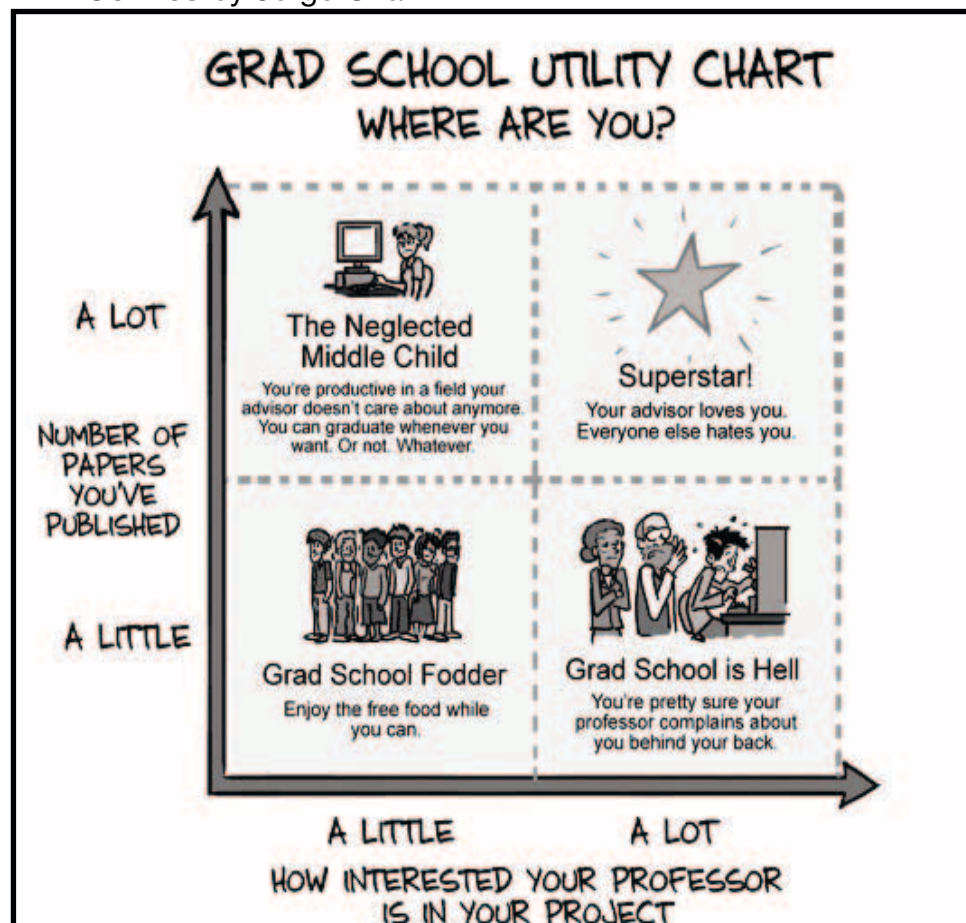 GRAD SCHOOL UTILITY CHART
WHERE ARE YOU?
A LOT
NUMBER OF
PAPERS
YOU'VE
PUBLISHED
A LITTLE
The Neglected
Middle Child
You're productive in a field your
advisor doesn't care about anymore.
You can graduate whenever you
want. Or not. Whatever.
Superstar!
Your advisor loves you.
Everyone else hates you.
Grad School Fodder
Enjoy the free food while
you can.
Grad School is Hell
You're pretty sure your
professor complains about
you behind your back.
A LITTLE
A LOT
HOW INTERESTED YOUR PROFESSOR
IS IN YOUR PROJECT